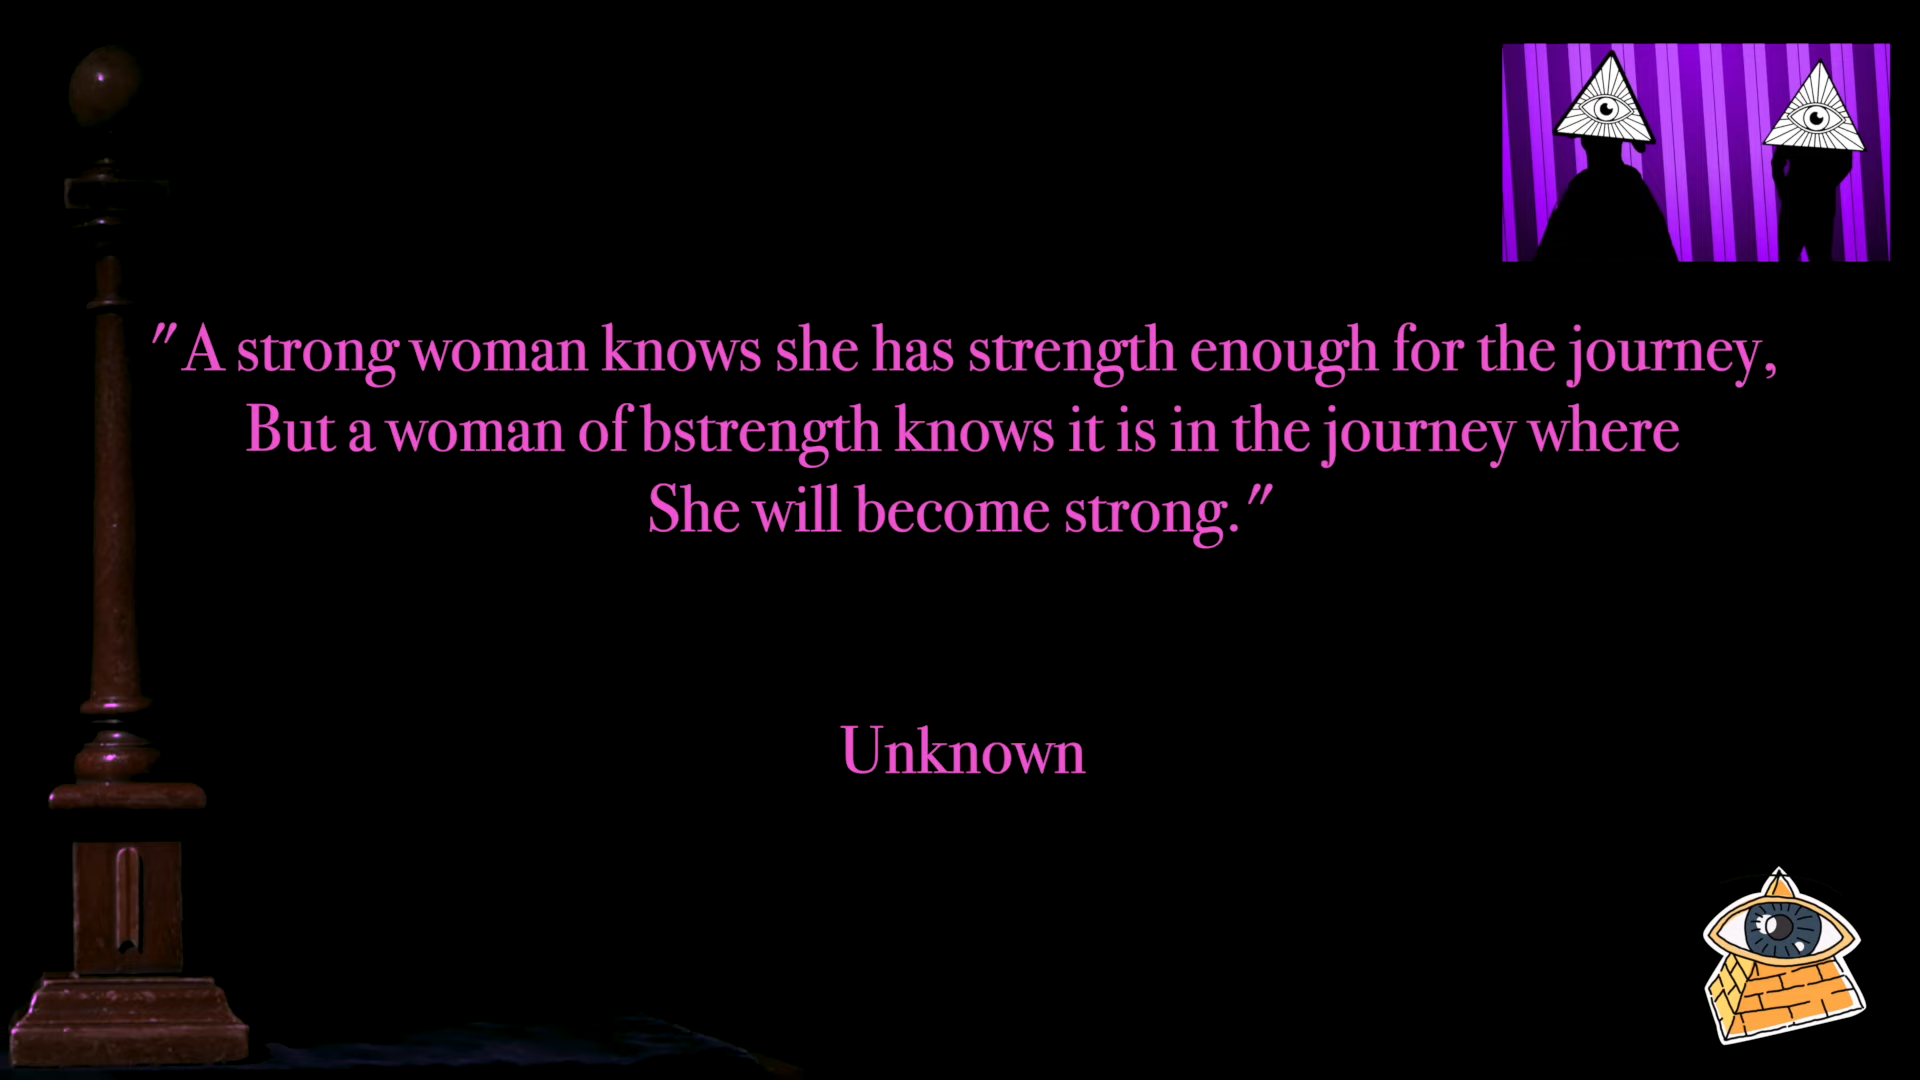 "A strong woman knows she has strength enough for the journey,
But a woman of bstrength knows it is in the journey where
She will become strong."
Unknown